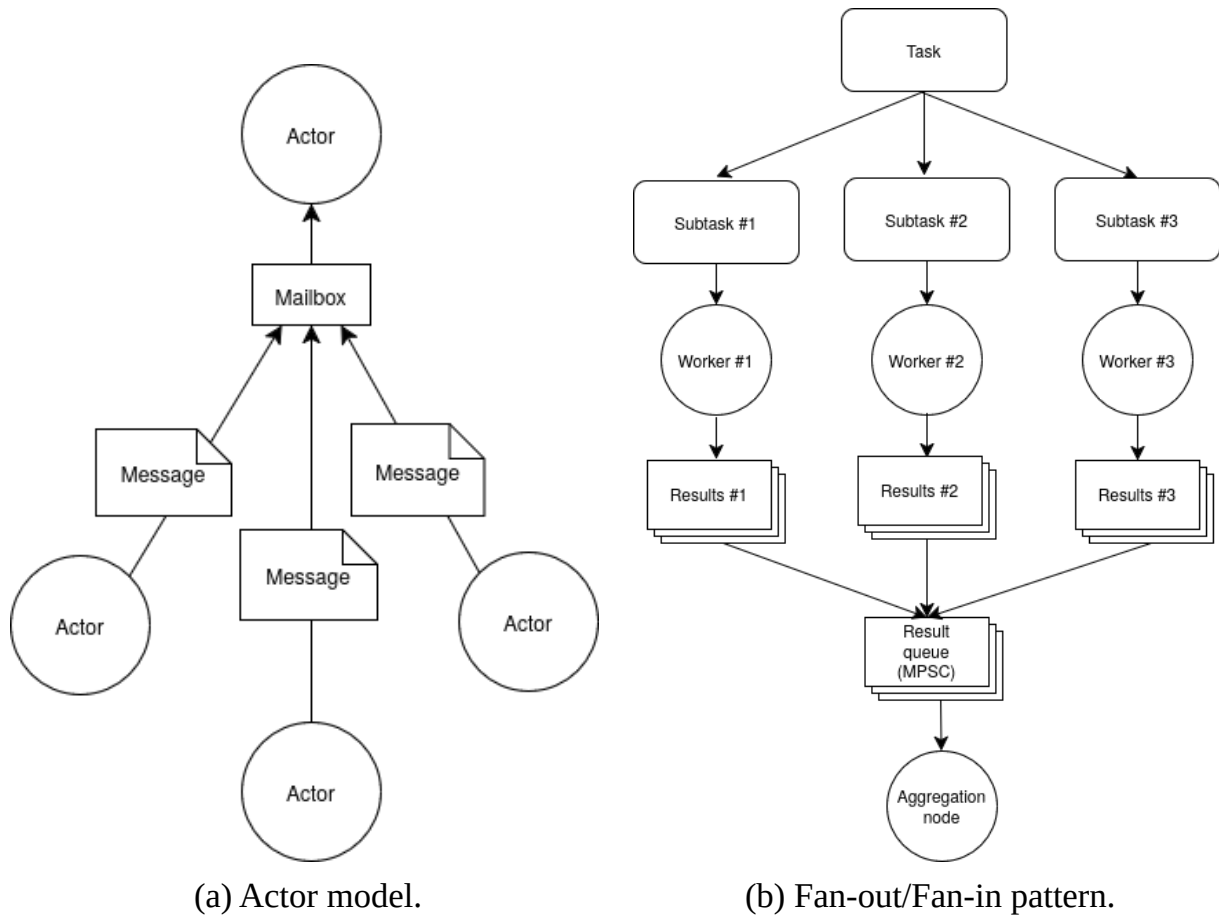 Actor
Mailbox
Message
Message
Message
Actor
Actor
Actor
(a) Actor model.
Task
Subtask #1
Subtask #2
Subtask #3
Worker #1
Worker #2
Worker #3
Results #1
Results #2
Results #3
Result
queue
(MPSC)
Aggregation
node
(b) Fan-out/Fan-in pattern.